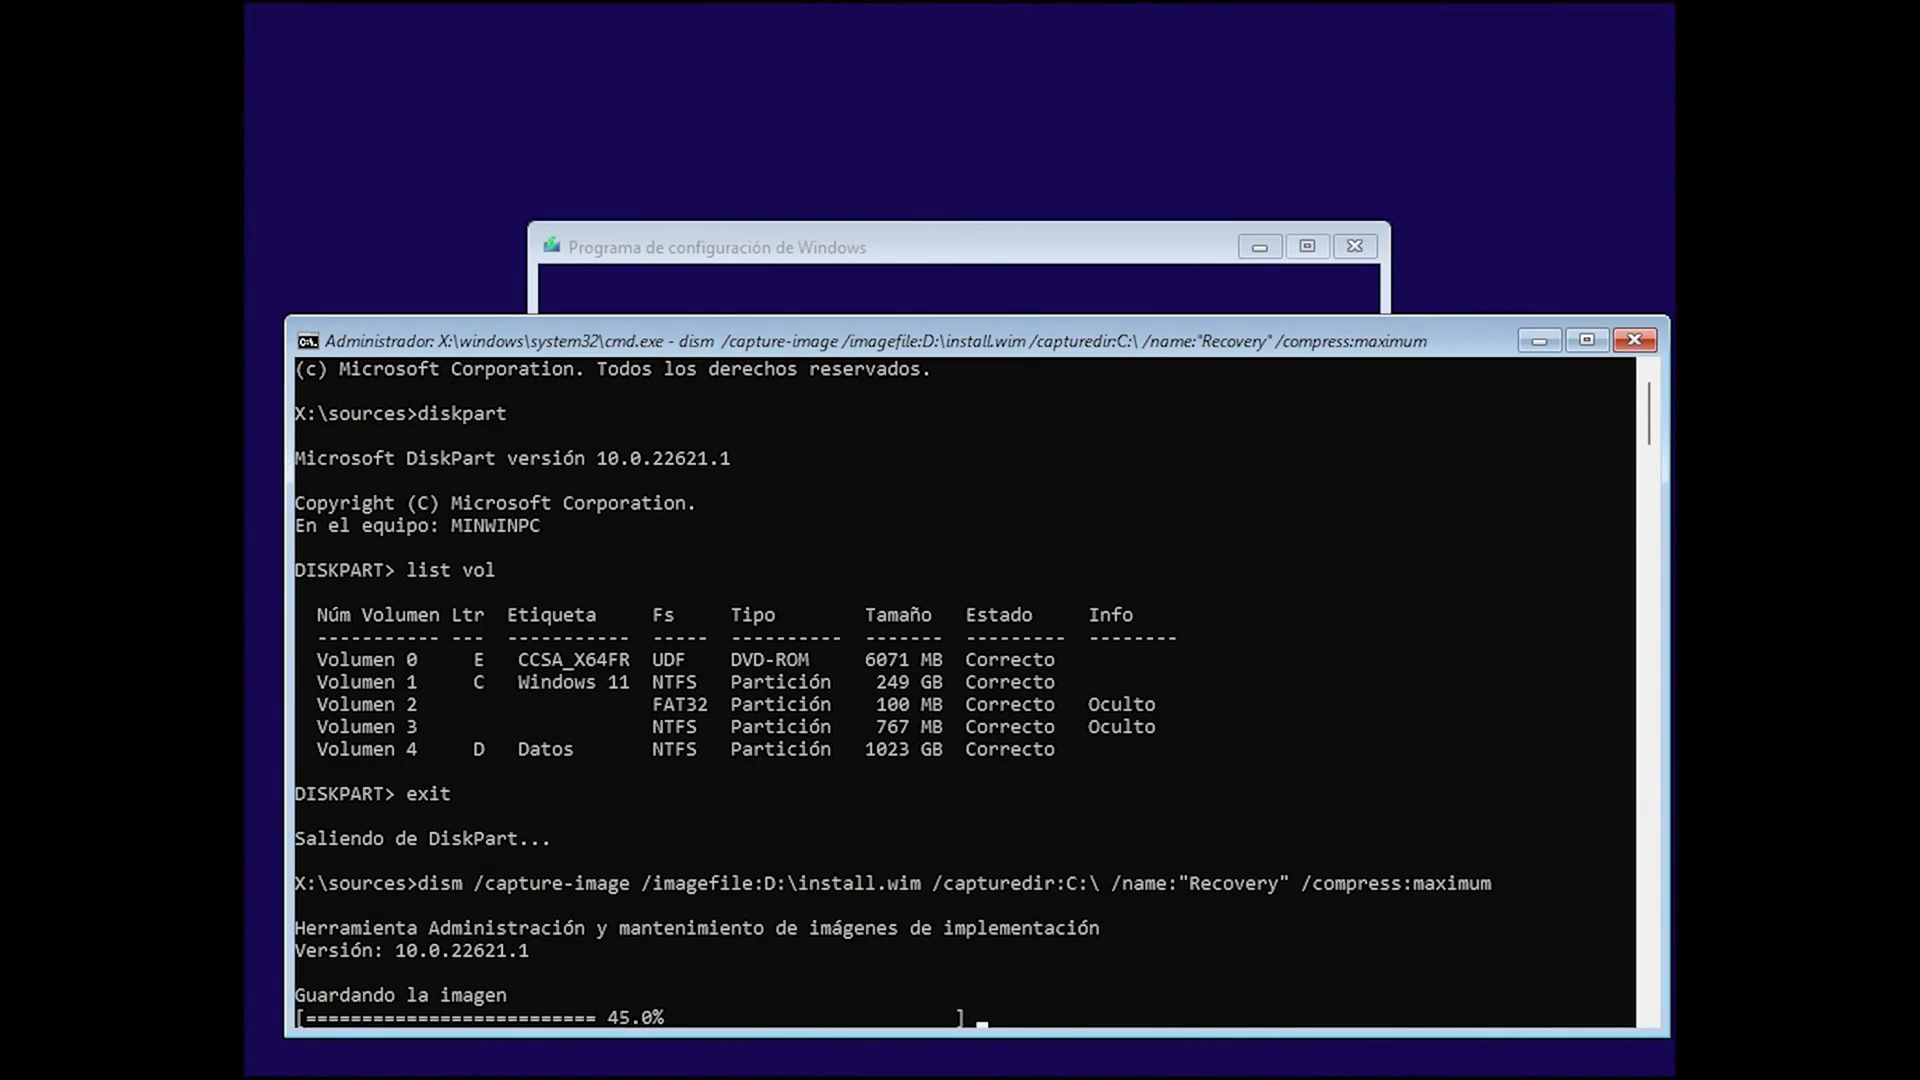 Programa de configuración de Windows
Administrador: X:\windows\system32\cmd.exe - dism  /capture-image /imagefile:D:\install.wim /capturedir:C:\ /name:"Recovery" /compress:maximum
(c) Microsoft Corporation. Todos los derechos reservados.
X:\sources>diskpart
Microsoft DiskPart versión 10.0.22621.1
Copyright (C) Microsoft Corporation.
En el equipo: MINWINPC
DISKPART> list vol
  Núm Volumen Ltr  Etiqueta     Fs     Tipo        Tamaño   Estado     Info
  ----------- ---  -----------  -----  ----------  -------  ---------  --------
  Volumen 0     E   CCSA_X64FR  UDF    DVD-ROM     6071 MB  Correcto
  Volumen 1     C   Windows 11  NTFS   Partición    249 GB  Correcto
  Volumen 2                     FAT32  Partición    100 MB  Correcto   Oculto
  Volumen 3                     NTFS   Partición    767 MB  Correcto   Oculto
  Volumen 4     D   Datos       NTFS   Partición   1023 GB  Correcto
DISKPART> exit
Saliendo de DiskPart...
X:\sources>dism /capture-image /imagefile:D:\install.wim /capturedir:C:\ /name:"Recovery" /compress:maximum
Herramienta Administración y mantenimiento de imágenes de implementación
Versión: 10.0.22621.1
Guardando la imagen
[========================== 45.0%                          ]